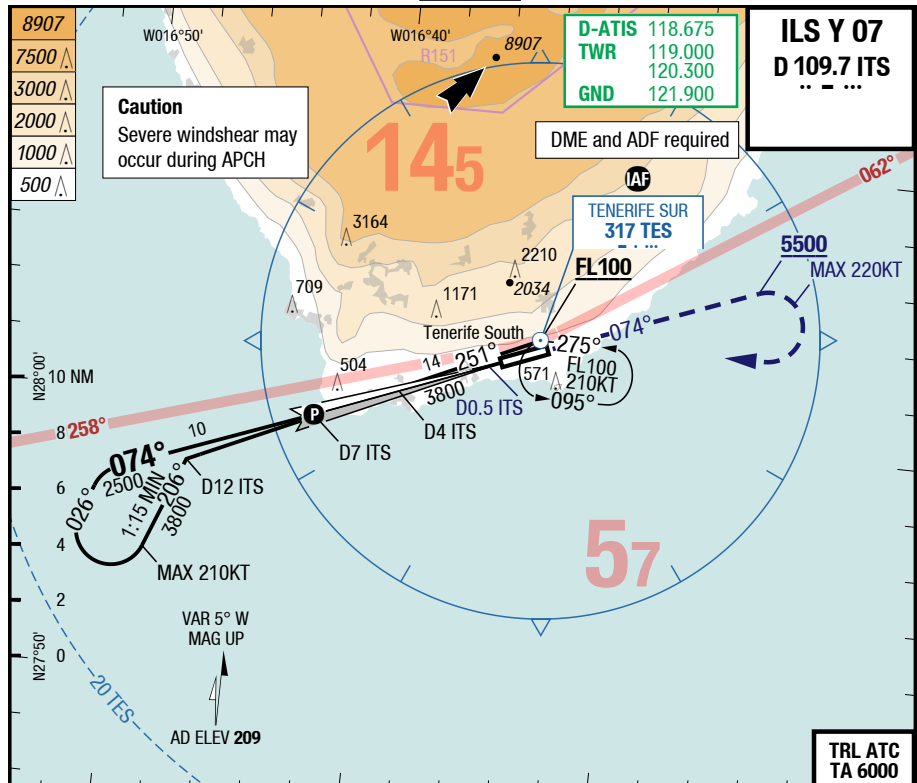 8907
7500
3000
2000
1000
500
W016°50'
W016°40'
R151
8907
D-ATIS 118.675
TWR 119.000
120.300
GND 121.900
ILS Y 07
D 109.7 ITS
Caution
Severe windshear may
occur during APCH
DME and ADF required
145
IAF
062°
TENERIFE SUR
317 TES
FL100
5500
MAX 220KT
3164
2210
2034
709
1171
Tenerife South
074°
275°
FL100
210KT
095°
571
504
14
251°
3800
D0.5 ITS
D4 ITS
N28°00'
10 NM
258°
10
P
D7 ITS
8
074°
2500
206°
D12 ITS
6
026°
1:15 MIN
3800
4
MAX 210KT
57
2
VAR 5° W
MAG UP
N27°50'
0
20 TES
AD ELEV 209
TRL ATC
TA 6000